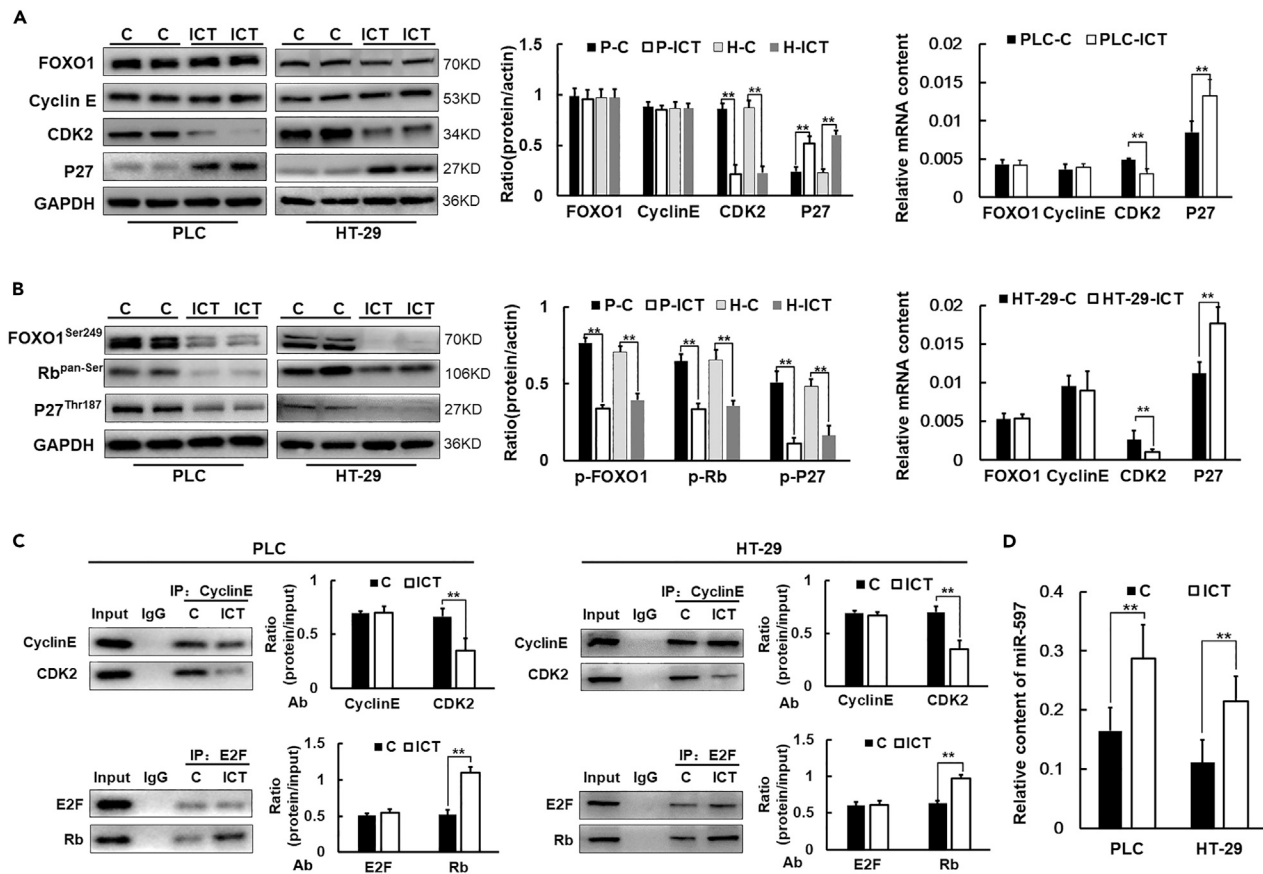 A
C C ICT ICT C C ICT ICT
FOXO1 70KD
Cyclin E 53KD
CDK2 34KD
P27 27KD
GAPDH 36KD
PLC HT-29
P-C P-ICT H-C H-ICT
Ratio(protein/actin)
1.5
1
0.5
0
** ** ** **
FOXO1 CyclinE CDK2 P27
PLC-C PLC-ICT
Relative mRNA content
0.02
0.015
0.01
0.005
0
** **
FOXO1 CyclinE CDK2 P27
B
C C ICT ICT C C ICT ICT
FOXO1Ser249 70KD
Rbpan-Ser 106KD
P27Thr187 27KD
GAPDH 36KD
PLC HT-29
P-C P-ICT H-C H-ICT
Ratio(protein/actin)
1
0.5
0
** ** ** ** ** **
p-FOXO1 p-Rb p-P27
HT-29-C HT-29-ICT
Relative mRNA content
0.02
0.015
0.01
0.005
0
** **
FOXO1 CyclinE CDK2 P27
C
PLC
IP: CyclinE
Input IgG C ICT
CyclinE
CDK2
C ICT
Ratio
(protein/input)
1
0.5
0
**
Ab CyclinE CDK2
IP: E2F
Input IgG C ICT
E2F
Rb
C ICT
Ratio
(protein/input)
1.5
1
0.5
0
**
Ab E2F Rb
HT-29
IP: CyclinE
Input IgG C ICT
CyclinE
CDK2
C ICT
Ratio
(protein/input)
1
0.5
0
**
Ab CyclinE CDK2
IP: E2F
Input IgG C ICT
E2F
Rb
C ICT
Ratio
(protein/input)
1.5
1
0.5
0
**
Ab E2F Rb
D
C ICT
Relative content of miR-597
0.4
0.3
0.2
0.1
0
** **
PLC HT-29